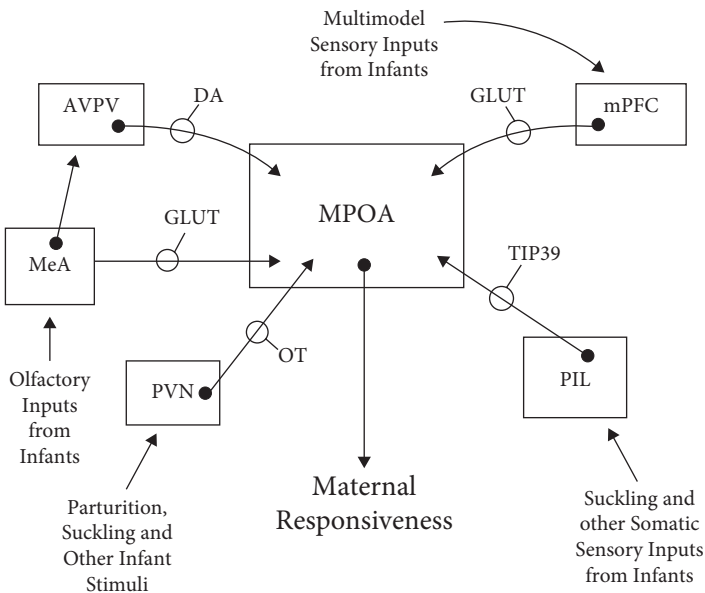 Multimodel
Sensory Inputs
from Infants
AVPV
DA
GLUT
mPFC
MPOA
GLUT
MeA
TIP39
OT
PVN
PIL
Olfactory
Inputs
from
Infants
Maternal
Responsiveness
Parturition,
Suckling and
Other Infant
Stimuli
Suckling and
other Somatic
Sensory Inputs
from Infants